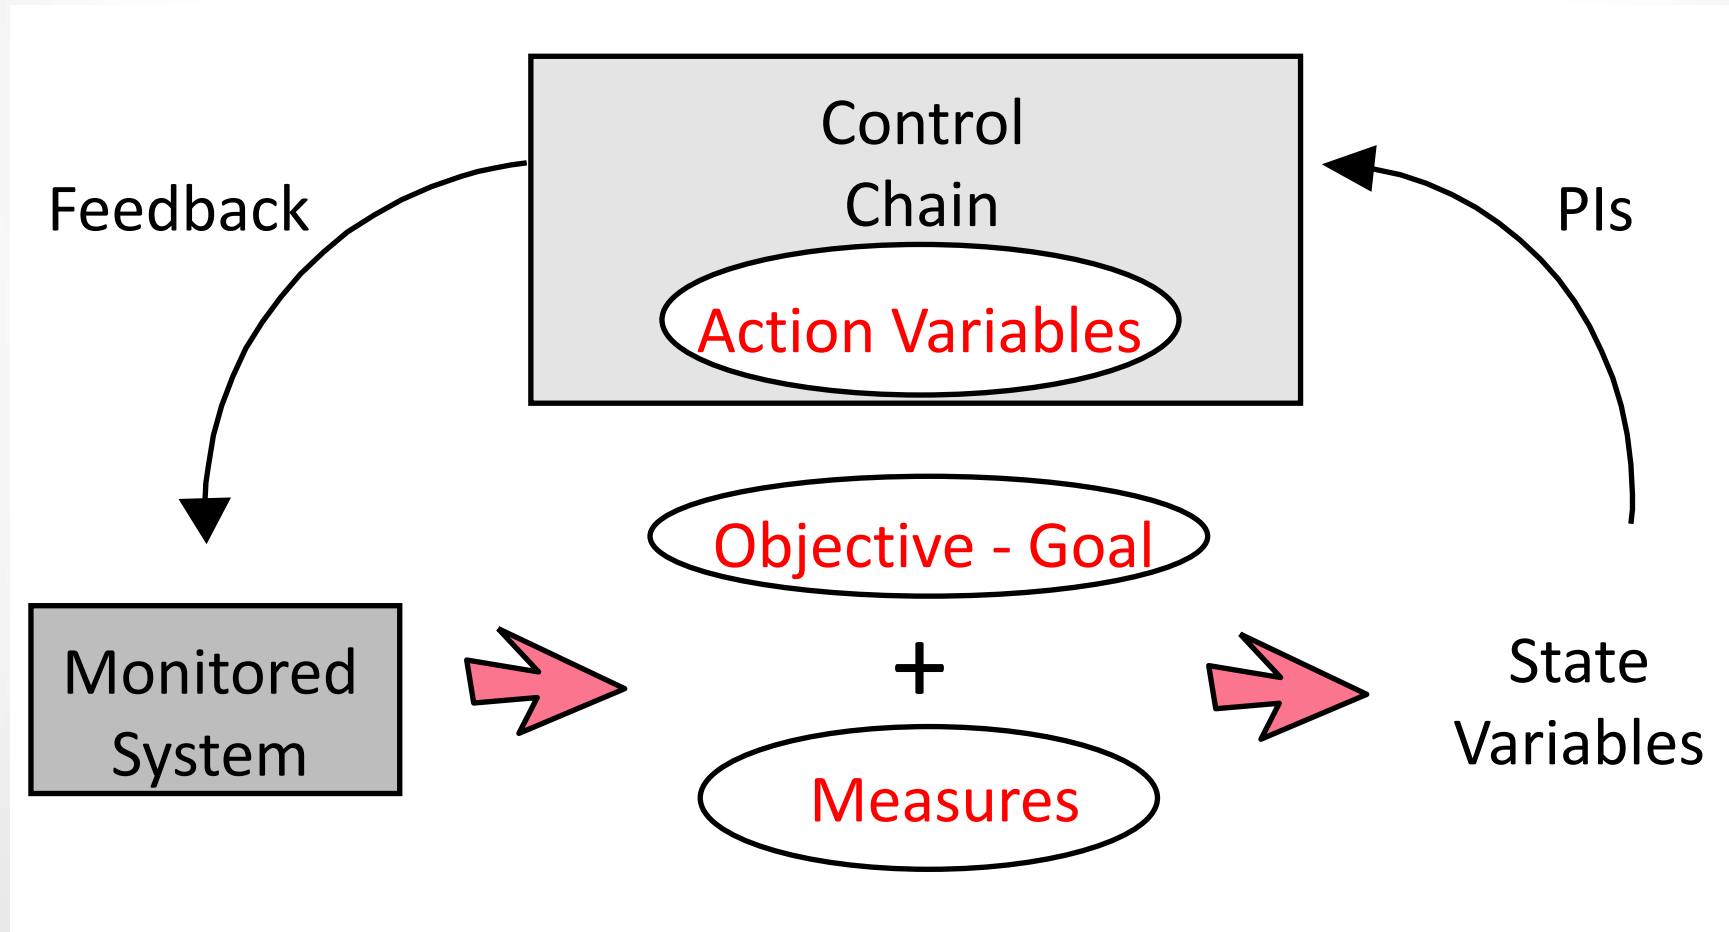 Control
Chain
Feedback
PIs
Action Variables
Objective - Goal
+
Monitored
System
State
Variables
Measures